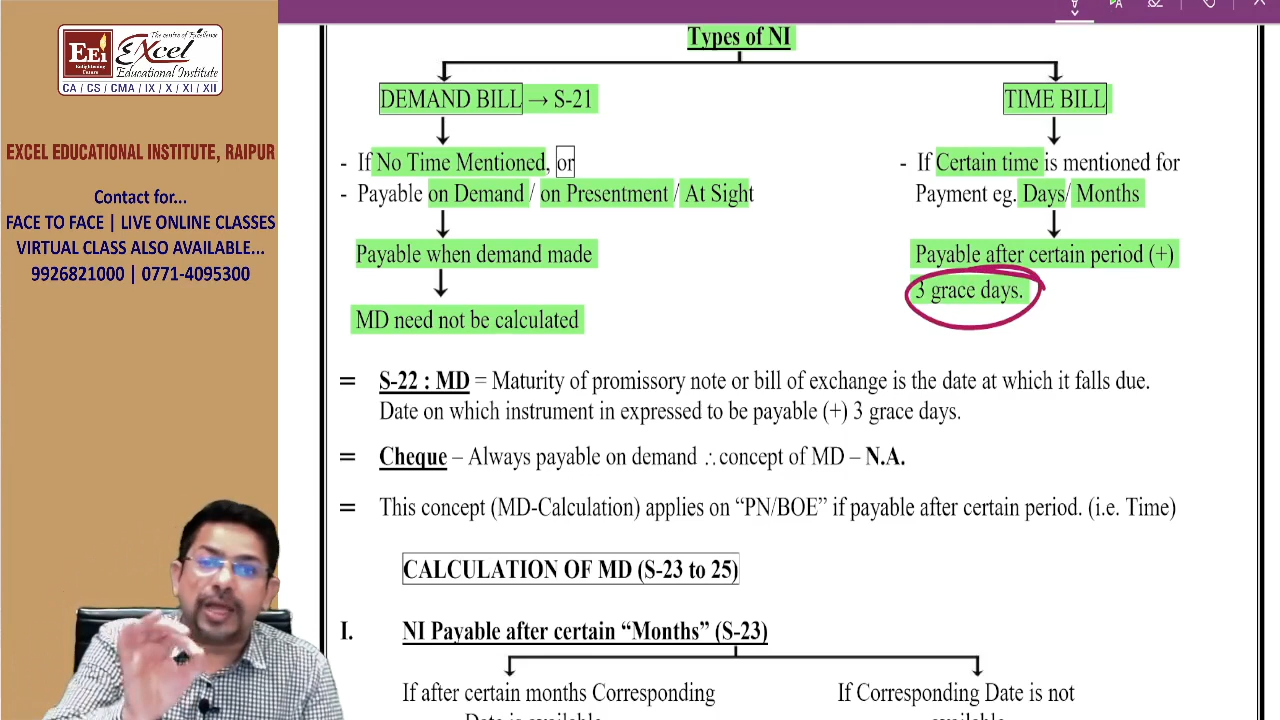 The centre of Excellence
EEi
Enlightening Excel
Educational Institute
CA / CS / CMA / IX / X / XI / XII
EXCEL EDUCATIONAL INSTITUTE, RAIPUR
Contact for...
FACE TO FACE | LIVE ONLINE CLASSES
VIRTUAL CLASS ALSO AVAILABLE...
9926821000 | 0771-4095300
Types of NI
DEMAND BILL → S-21
- If No Time Mentioned, or
- Payable on Demand / on Presentment / At Sight
Payable when demand made
MD need not be calculated
TIME BILL
- If Certain time is mentioned for
Payment eg. Days/ Months
Payable after certain period (+)
3 grace days.
= S-22 : MD = Maturity of promissory note or bill of exchange is the date at which it falls due.
Date on which instrument in expressed to be payable (+) 3 grace days.
= Cheque – Always payable on demand ∴ concept of MD – N.A.
= This concept (MD-Calculation) applies on “PN/BOE” if payable after certain period. (i.e. Time)
CALCULATION OF MD (S-23 to 25)
I. NI Payable after certain “Months” (S-23)
If after certain months Corresponding
Date is available
If Corresponding Date is not
available